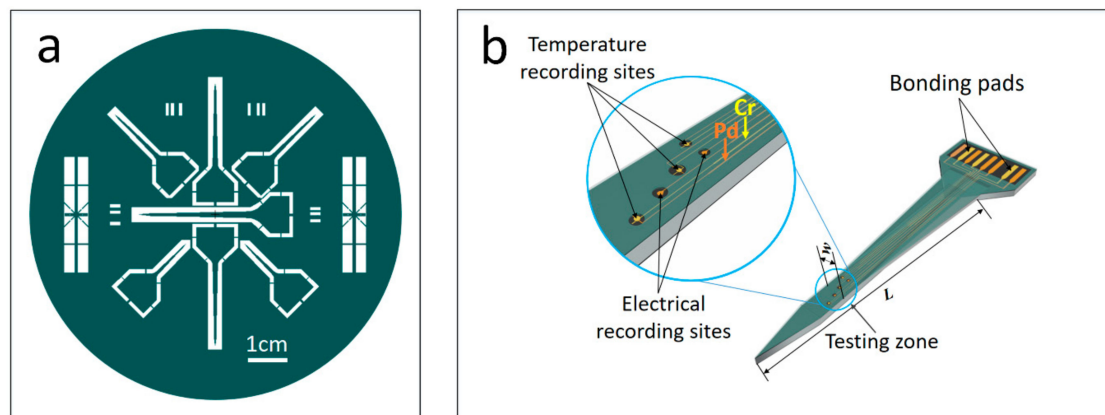 a
1cm
b
Temperature
recording sites
Cr
Pd
Bonding pads
w
L
Electrical
recording sites
Testing zone